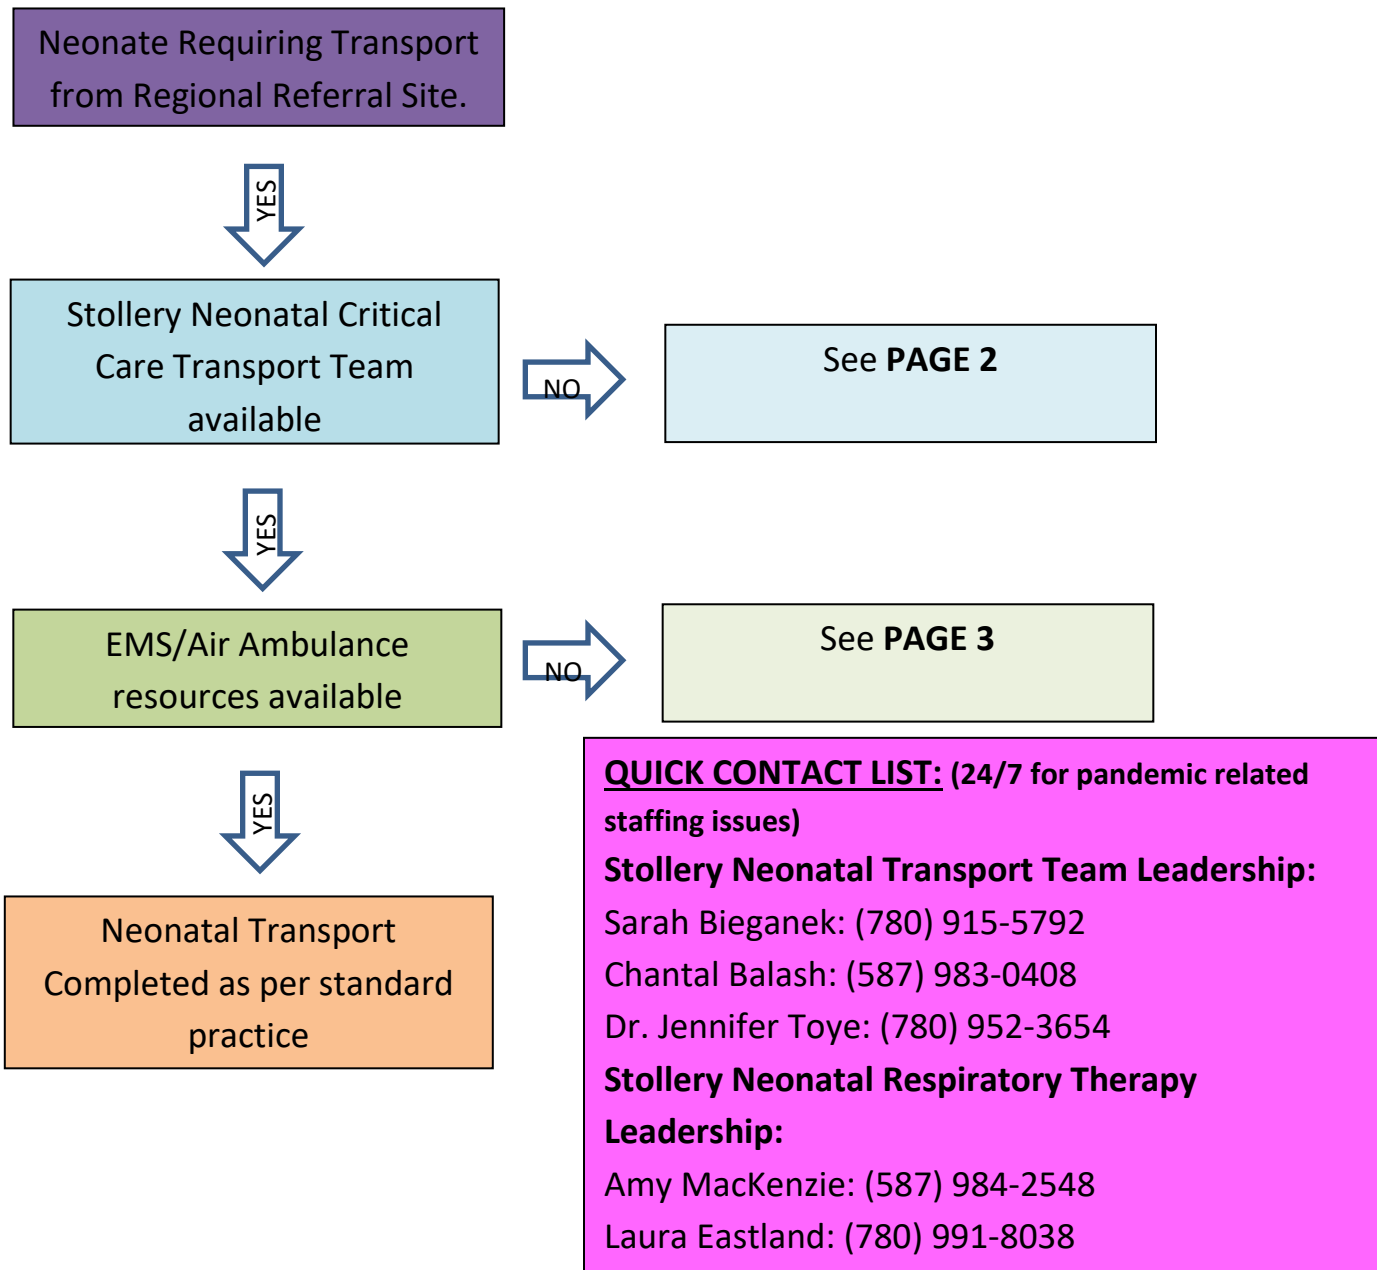 Neonate Requiring Transport
from Regional Referral Site.
YES
Stollery Neonatal Critical
Care Transport Team
available
NO
See PAGE 2
YES
EMS/Air Ambulance
resources available
NO
See PAGE 3
YES
Neonatal Transport
Completed as per standard
practice
QUICK CONTACT LIST: (24/7 for pandemic related
staffing issues)
Stollery Neonatal Transport Team Leadership:
Sarah Bieganek: (780) 915-5792
Chantal Balash: (587) 983-0408
Dr. Jennifer Toye: (780) 952-3654
Stollery Neonatal Respiratory Therapy
Leadership:
Amy MacKenzie: (587) 984-2548
Laura Eastland: (780) 991-8038